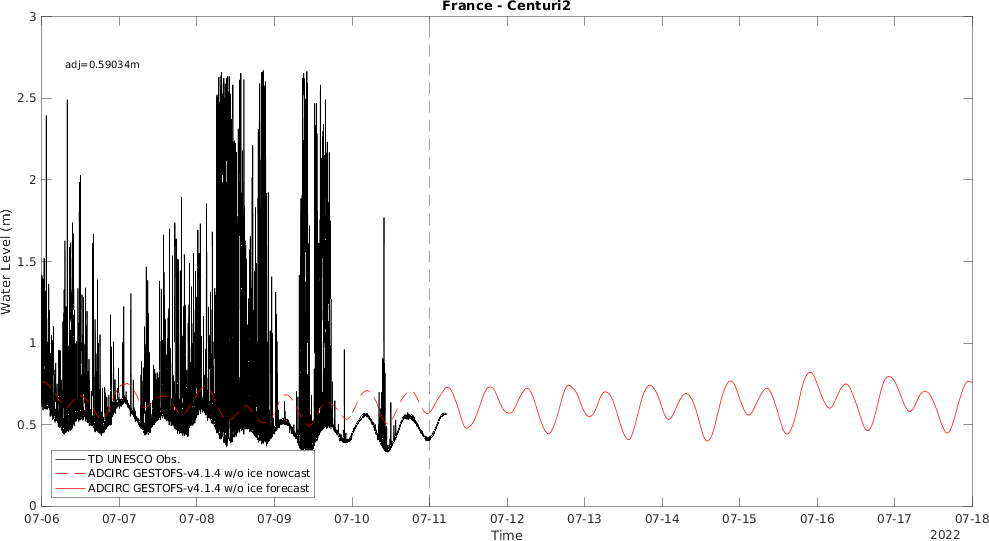 France - Centuri2
3
2.5
2
1.5
1
0.5
0
Water Level (m)
adj=0.59034m
TD UNESCO Obs.
ADCIRC GESTOFS-v4.1.4 w/o ice nowcast
ADCIRC GESTOFS-v4.1.4 w/o ice forecast
07-06 07-07 07-08 07-09 07-10 07-11 07-12 07-13 07-14 07-15 07-16 07-17 07-18
Time
2022